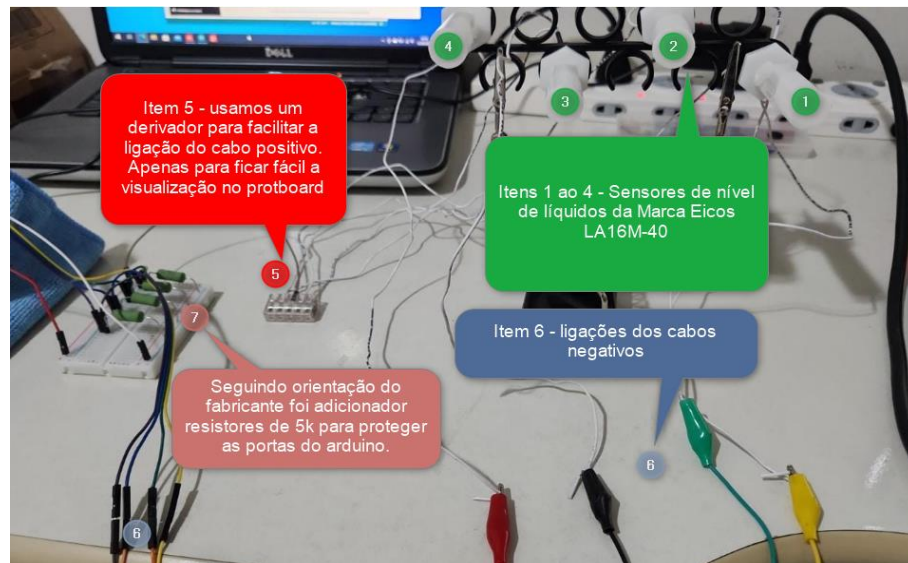 DELL
4
2
3
1
Item 5 - usamos um
derivador para facilitar a
ligação do cabo positivo.
Apenas para ficar fácil a
visualização no protboard
Itens 1 ao 4 - Sensores de nível
de líquidos da Marca Eicos
LA16M-40
5
7
Item 6 - ligações dos cabos
negativos
Seguindo orientação do
fabricante foi adicionador
resistores de 5k para proteger
as portas do arduino.
6
6